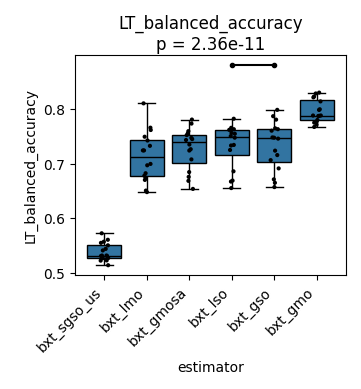 LT_balanced_accuracy
p = 2.36e-11
LT_balanced_accuracy
0.8
0.7
0.6
0.5
bxt_sgso_us
bxt_lmo
bxt_gmosa
bxt_lso
bxt_gso
bxt_gmo
estimator